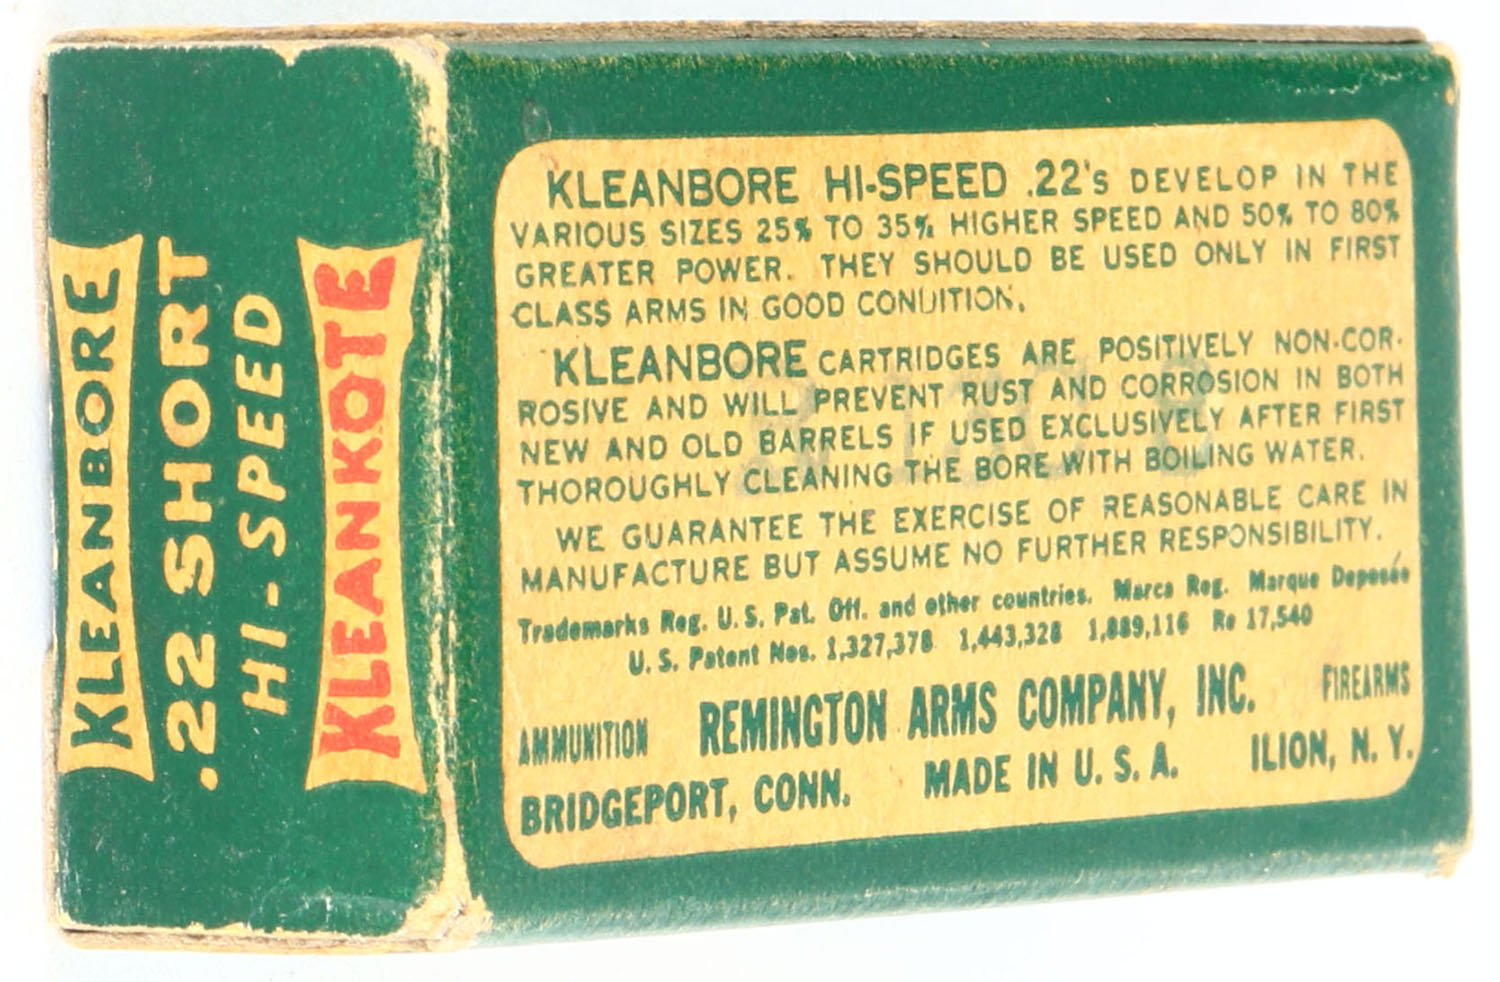 KLEANBORE
.22 SHORT
HI-SPEED
KLEANKOTE
KLEANBORE HI-SPEED .22's DEVELOP IN THE
VARIOUS SIZES 25% TO 35% HIGHER SPEED AND 50% TO 80%
GREATER POWER. THEY SHOULD BE USED ONLY IN FIRST
CLASS ARMS IN GOOD CONDITION.
KLEANBORE CARTRIDGES ARE POSITIVELY NON-COR-
ROSIVE AND WILL PREVENT RUST AND CORROSION IN BOTH
NEW AND OLD BARRELS IF USED EXCLUSIVELY AFTER FIRST
THOROUGHLY CLEANING THE BORE WITH BOILING WATER.
WE GUARANTEE THE EXERCISE OF REASONABLE CARE IN
MANUFACTURE BUT ASSUME NO FURTHER RESPONSIBILITY.
Trademarks Reg. U.S. Pat. Off. and other countries. Marca Reg. Marque Deposée
U.S. Patent Nos. 1,327,378 1,443,328 1,889,116 Re 17,540
AMMUNITION REMINGTON ARMS COMPANY, INC. FIREARMS
BRIDGEPORT, CONN. MADE IN U.S.A. ILION, N.Y.